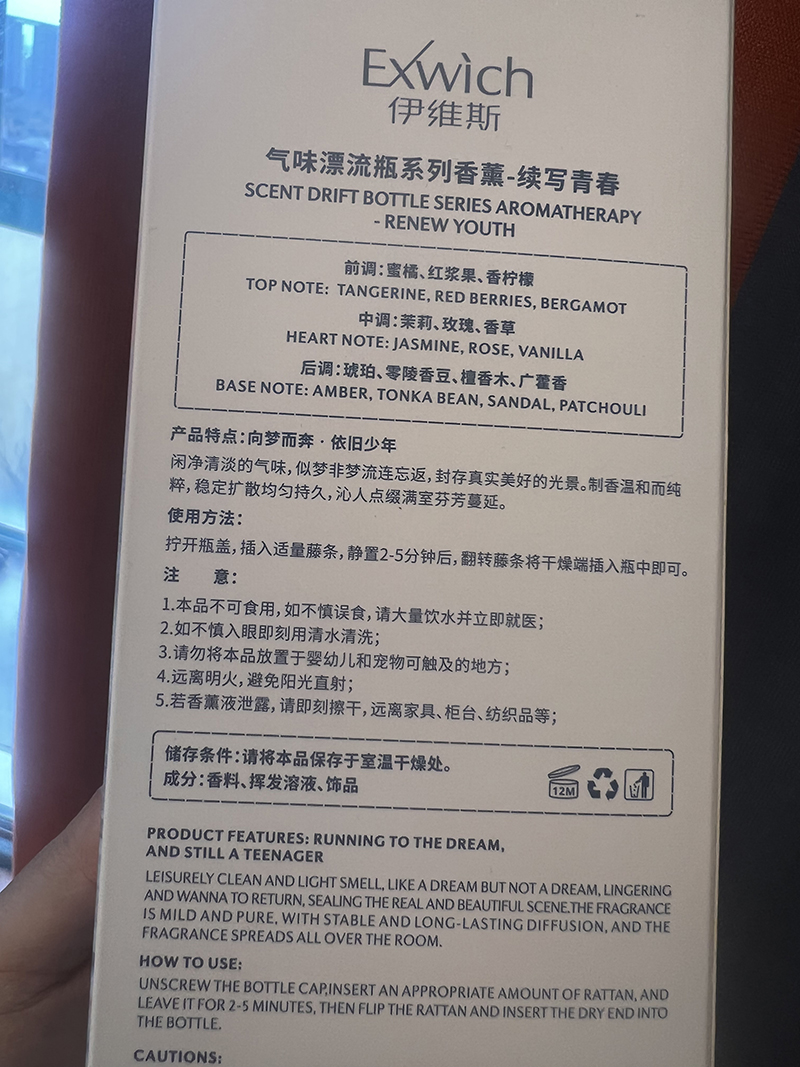 Exwìch
伊维斯
气味漂流瓶系列香薰-续写青春
SCENT DRIFT BOTTLE SERIES AROMATHERAPY
- RENEW YOUTH
前调：蜜橘、红浆果、香柠檬
TOP NOTE: TANGERINE, RED BERRIES, BERGAMOT
中调：茉莉、玫瑰、香草
HEART NOTE: JASMINE, ROSE, VANILLA
后调：琥珀、零陵香豆、檀香木、广藿香
BASE NOTE: AMBER, TONKA BEAN, SANDAL, PATCHOULI
产品特点：向梦而奔 · 依旧少年
闲净清淡的气味，似梦非梦流连忘返，封存真实美好的光景。制香温和而纯
粹，稳定扩散均匀持久，沁人点缀满室芬芳蔓延。
使用方法：
拧开瓶盖，插入适量藤条，静置2-5分钟后，翻转藤条将干燥端插入瓶中即可。
注 意：
1.本品不可食用，如不慎误食，请大量饮水并立即就医；
2.如不慎入眼即刻用清水清洗；
3.请勿将本品放置于婴幼儿和宠物可触及的地方；
4.远离明火，避免阳光直射；
5.若香薰液泄露，请即刻擦干，远离家具、柜台、纺织品等；
储存条件：请将本品保存于室温干燥处。
成分：香料、挥发溶液、饰品
12M
PRODUCT FEATURES: RUNNING TO THE DREAM,
AND STILL A TEENAGER
LEISURELY CLEAN AND LIGHT SMELL, LIKE A DREAM BUT NOT A DREAM, LINGERING
AND WANNA TO RETURN, SEALING THE REAL AND BEAUTIFUL SCENE.THE FRAGRANCE
IS MILD AND PURE, WITH STABLE AND LONG-LASTING DIFFUSION, AND THE
FRAGRANCE SPREADS ALL OVER THE ROOM.
HOW TO USE:
UNSCREW THE BOTTLE CAP,INSERT AN APPROPRIATE AMOUNT OF RATTAN, AND
LEAVE IT FOR 2-5 MINUTES, THEN FLIP THE RATTAN AND INSERT THE DRY END INTO
THE BOTTLE.
CAUTIONS: